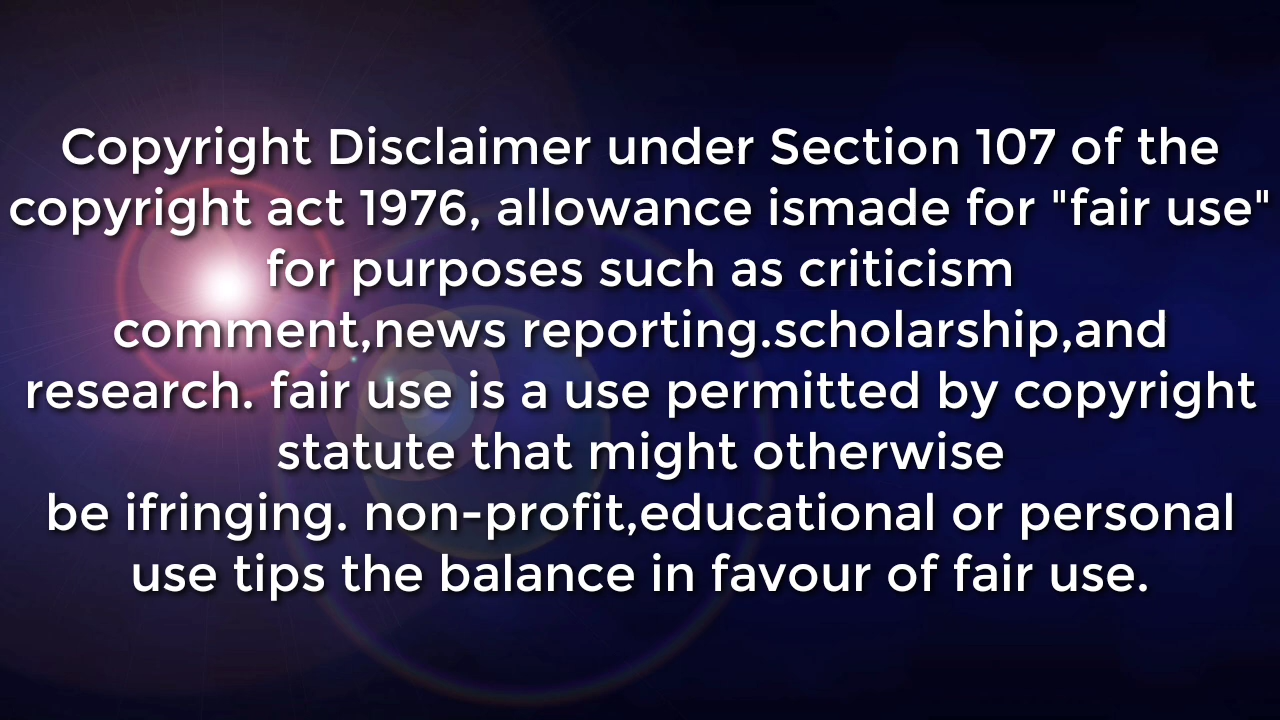 Copyright Disclaimer under Section 107 of the
copyright act 1976, allowance ismade for "fair use"
for purposes such as criticism
comment,news reporting.scholarship,and
research. fair use is a use permitted by copyright
statute that might otherwise
be ifringing. non-profit,educational or personal
use tips the balance in favour of fair use.